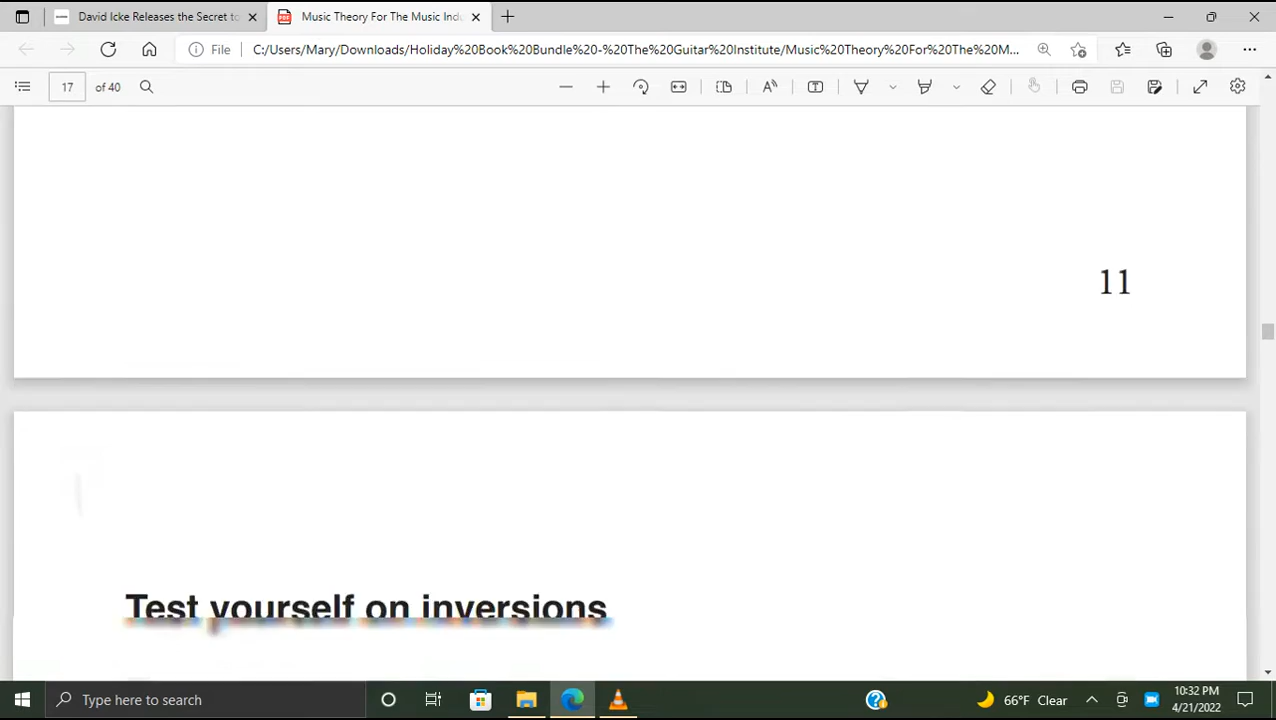 David Icke Releases the Secret to
Music Theory For The Music Ind
File
C:/Users/Mary/Downloads/Holiday%20Book%20Bundle%20-%20The%20Guitar%20Institute/Music%20Theory%20For%20The%20M...
17 of 40
11
Test yourself on inversions
Type here to search
66°F Clear
10:32 PM
4/21/2022